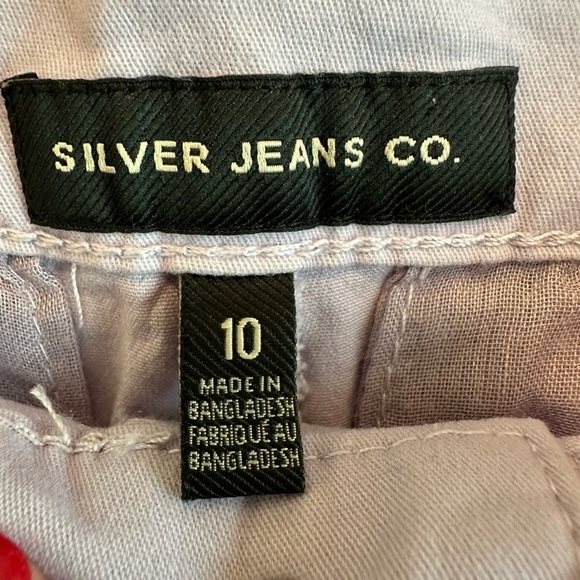 SILVER JEANS CO.
10
MADE IN
BANGLADESH
FABRIQUÉ AU
BANGLADESH